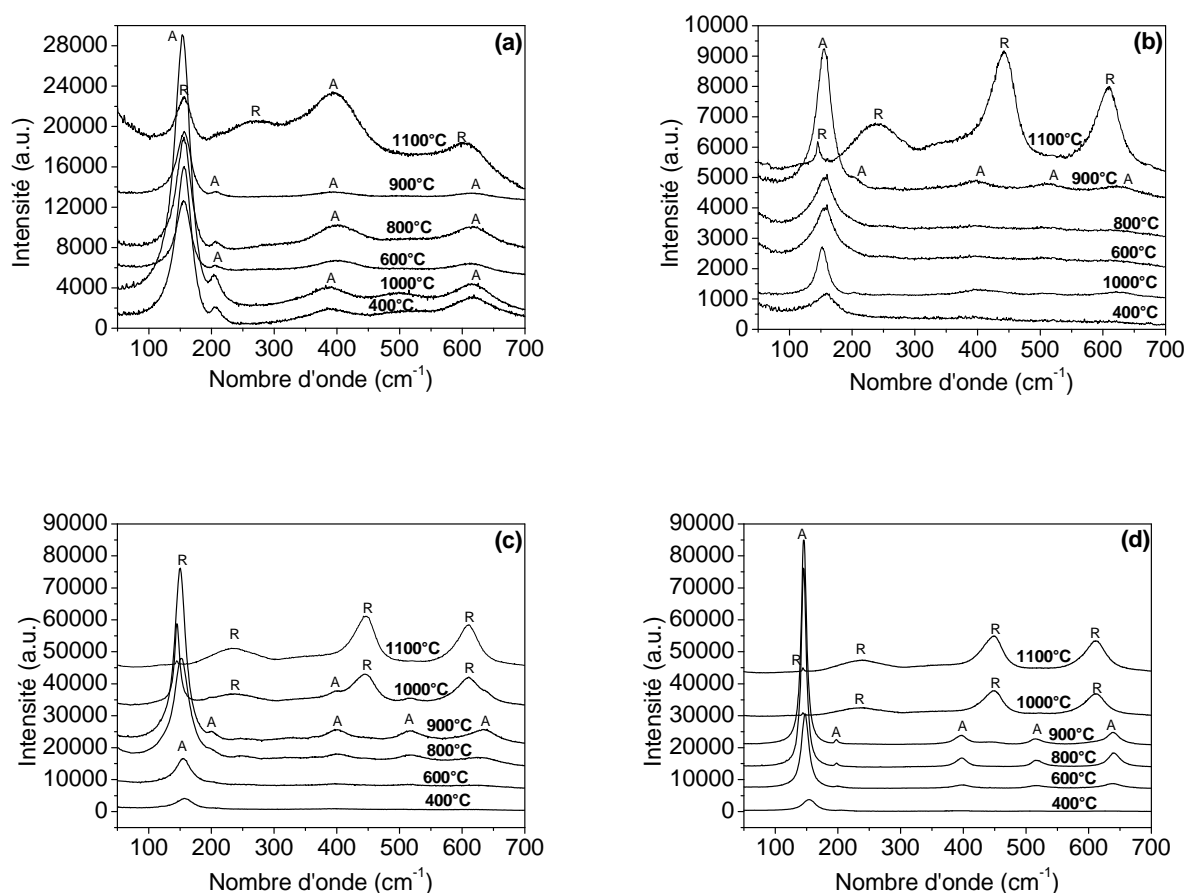 (a)
28000
24000
20000
16000
12000
8000
4000
0
A
R
R
A
R
1100°C
A
900°C
A
A
800°C
A
A
600°C
A
1000°C
A
A
400°C
100 200 300 400 500 600 700
Intensité (a.u.)
Nombre d'onde (cm-1)
(b)
10000
9000
8000
7000
6000
5000
4000
3000
2000
1000
0
A
R
R
R
R
1100°C
A
A
A
A
900°C
800°C
600°C
1000°C
400°C
100 200 300 400 500 600 700
Intensité (a.u.)
Nombre d'onde (cm-1)
(c)
90000
80000
70000
60000
50000
40000
30000
20000
10000
0
R
R
R
R
1100°C
R
A
R
R
1000°C
A
A
A
A
900°C
800°C
A
600°C
400°C
100 200 300 400 500 600 700
Intensité (a.u.)
Nombre d'onde (cm-1)
(d)
90000
80000
70000
60000
50000
40000
30000
20000
10000
0
A
R
R
R
R
1100°C
R
R
R
1000°C
A
A
A
A
900°C
800°C
600°C
400°C
100 200 300 400 500 600 700
Intensité (a.u.)
Nombre d'onde (cm-1)